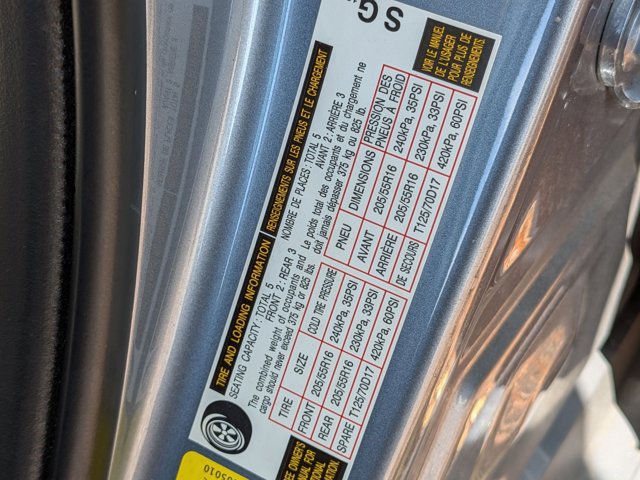 TIRE AND LOADING INFORMATION
RENSEIGNEMENTS SUR LES PNEUS ET LE CHARGEMENT
SEATING CAPACITY: TOTAL 5
FRONT 2: REAR 3
NOMBRE DE PLACES: TOTAL 5
AVANT 2: ARRIÈRE 3
The combined weight of occupants and
cargo should never exceed 375 kg or 825 lbs.
Le poids total des occupants et du chargement ne
doit jamais dépasser 375 kg ou 825 lb.
TIRE SIZE COLD TIRE PRESSURE
FRONT 205/55R16 240kPa, 35PSI
REAR 205/55R16 230kPa, 33PSI
SPARE T125/70D17 420kPa, 60PSI
PNEU DIMENSIONS PRESSION DES
PNEUS À FROID
AVANT 205/55R16 240kPa, 35PSI
ARRIÈRE 205/55R16 230kPa, 33PSI
DE SECOURS T125/70D17 420kPa, 60PSI
OWNER'S
FOR
VOIR LE MANUEL
DE L'USAGER
POUR PLUS DE
RENSEIGNEMENTS
S G
05010